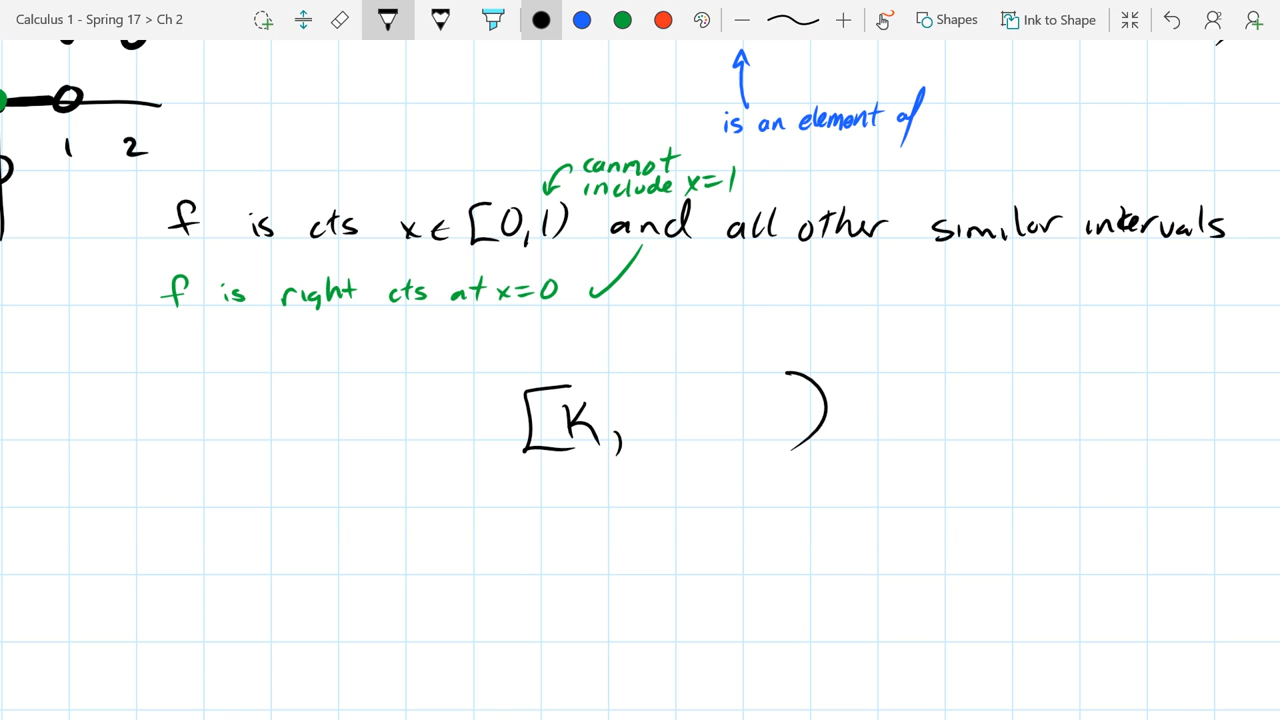 Calculus 1 - Spring 17 > Ch 2
Shapes
Ink to Shape
is an element of
1 2
cannot
include x=1
f is cts x∈[0,1) and all other similar intervals
f is right cts at x=0 ✓
[K, )